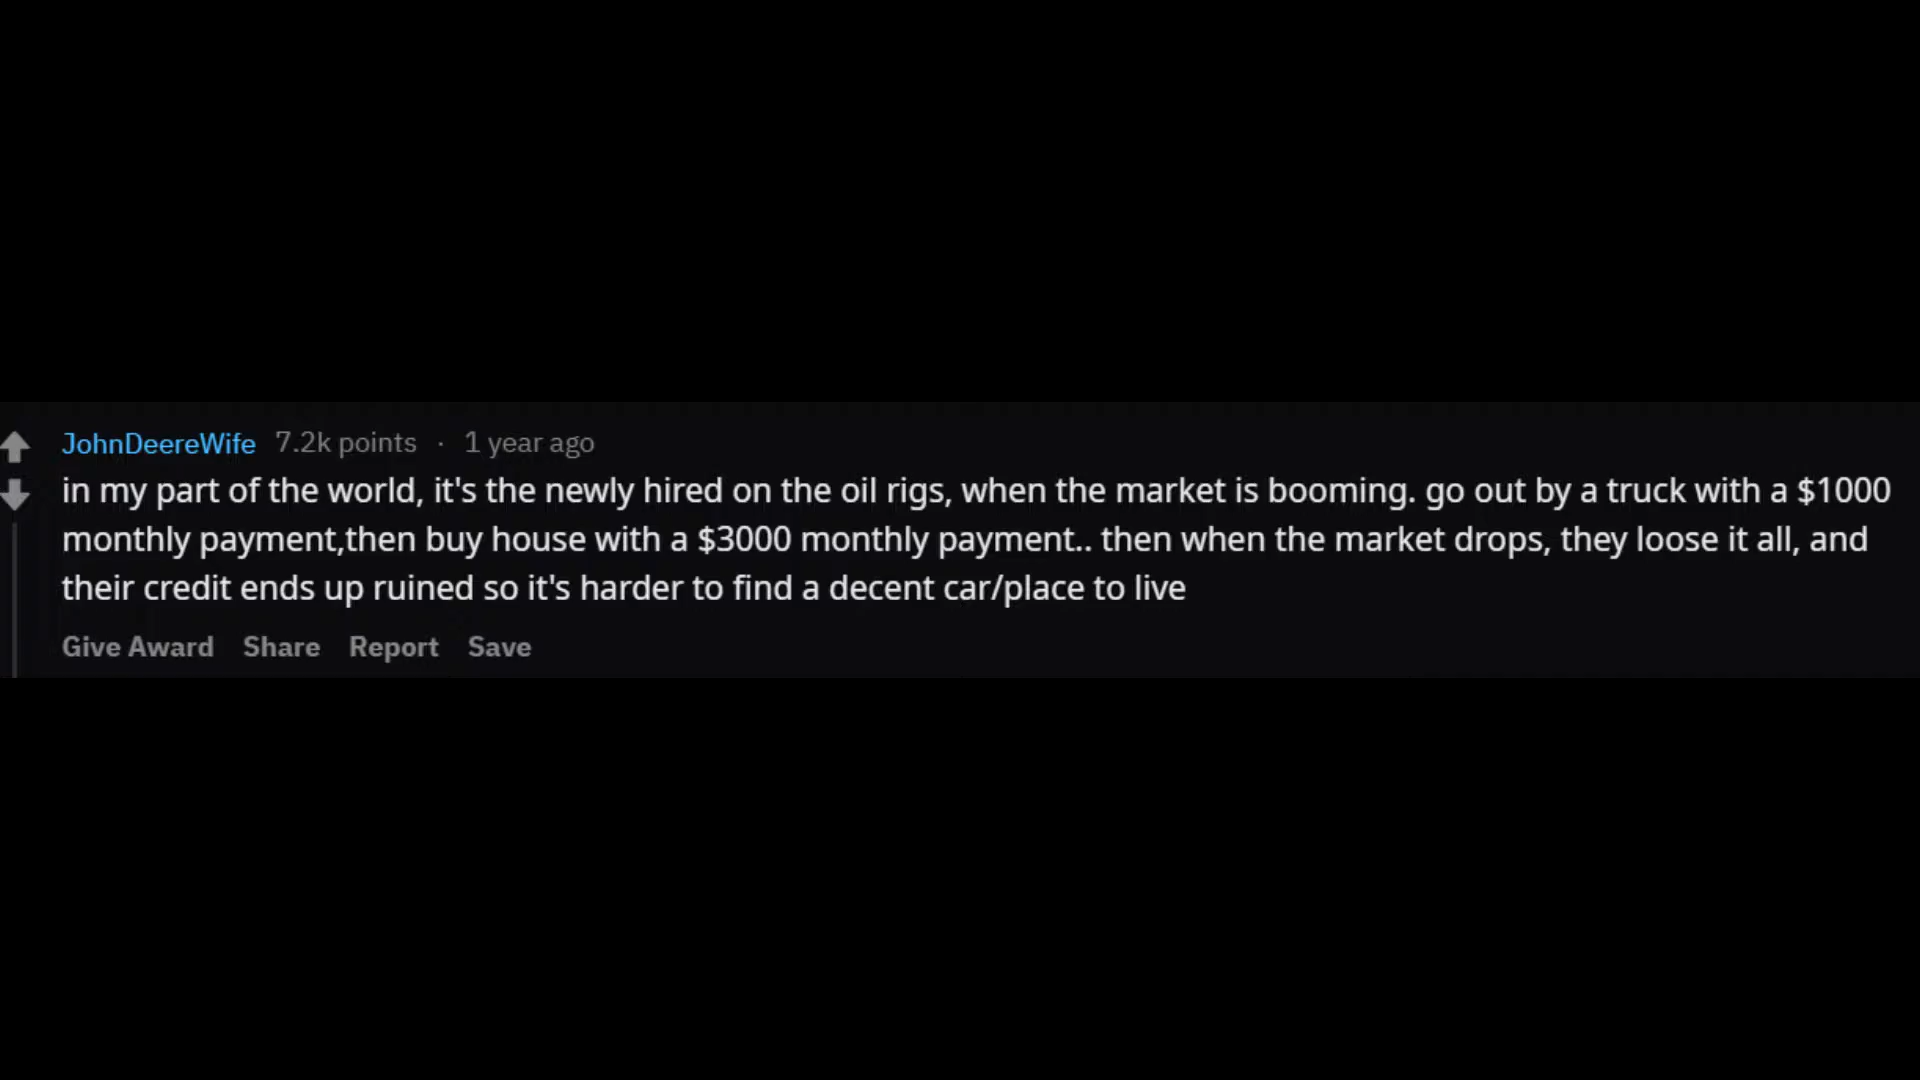 JohnDeereWife 7.2k points · 1 year ago
in my part of the world, it's the newly hired on the oil rigs, when the market is booming. go out by a truck with a $1000
monthly payment,then buy house with a $3000 monthly payment.. then when the market drops, they loose it all, and
their credit ends up ruined so it's harder to find a decent car/place to live
Give Award Share Report Save